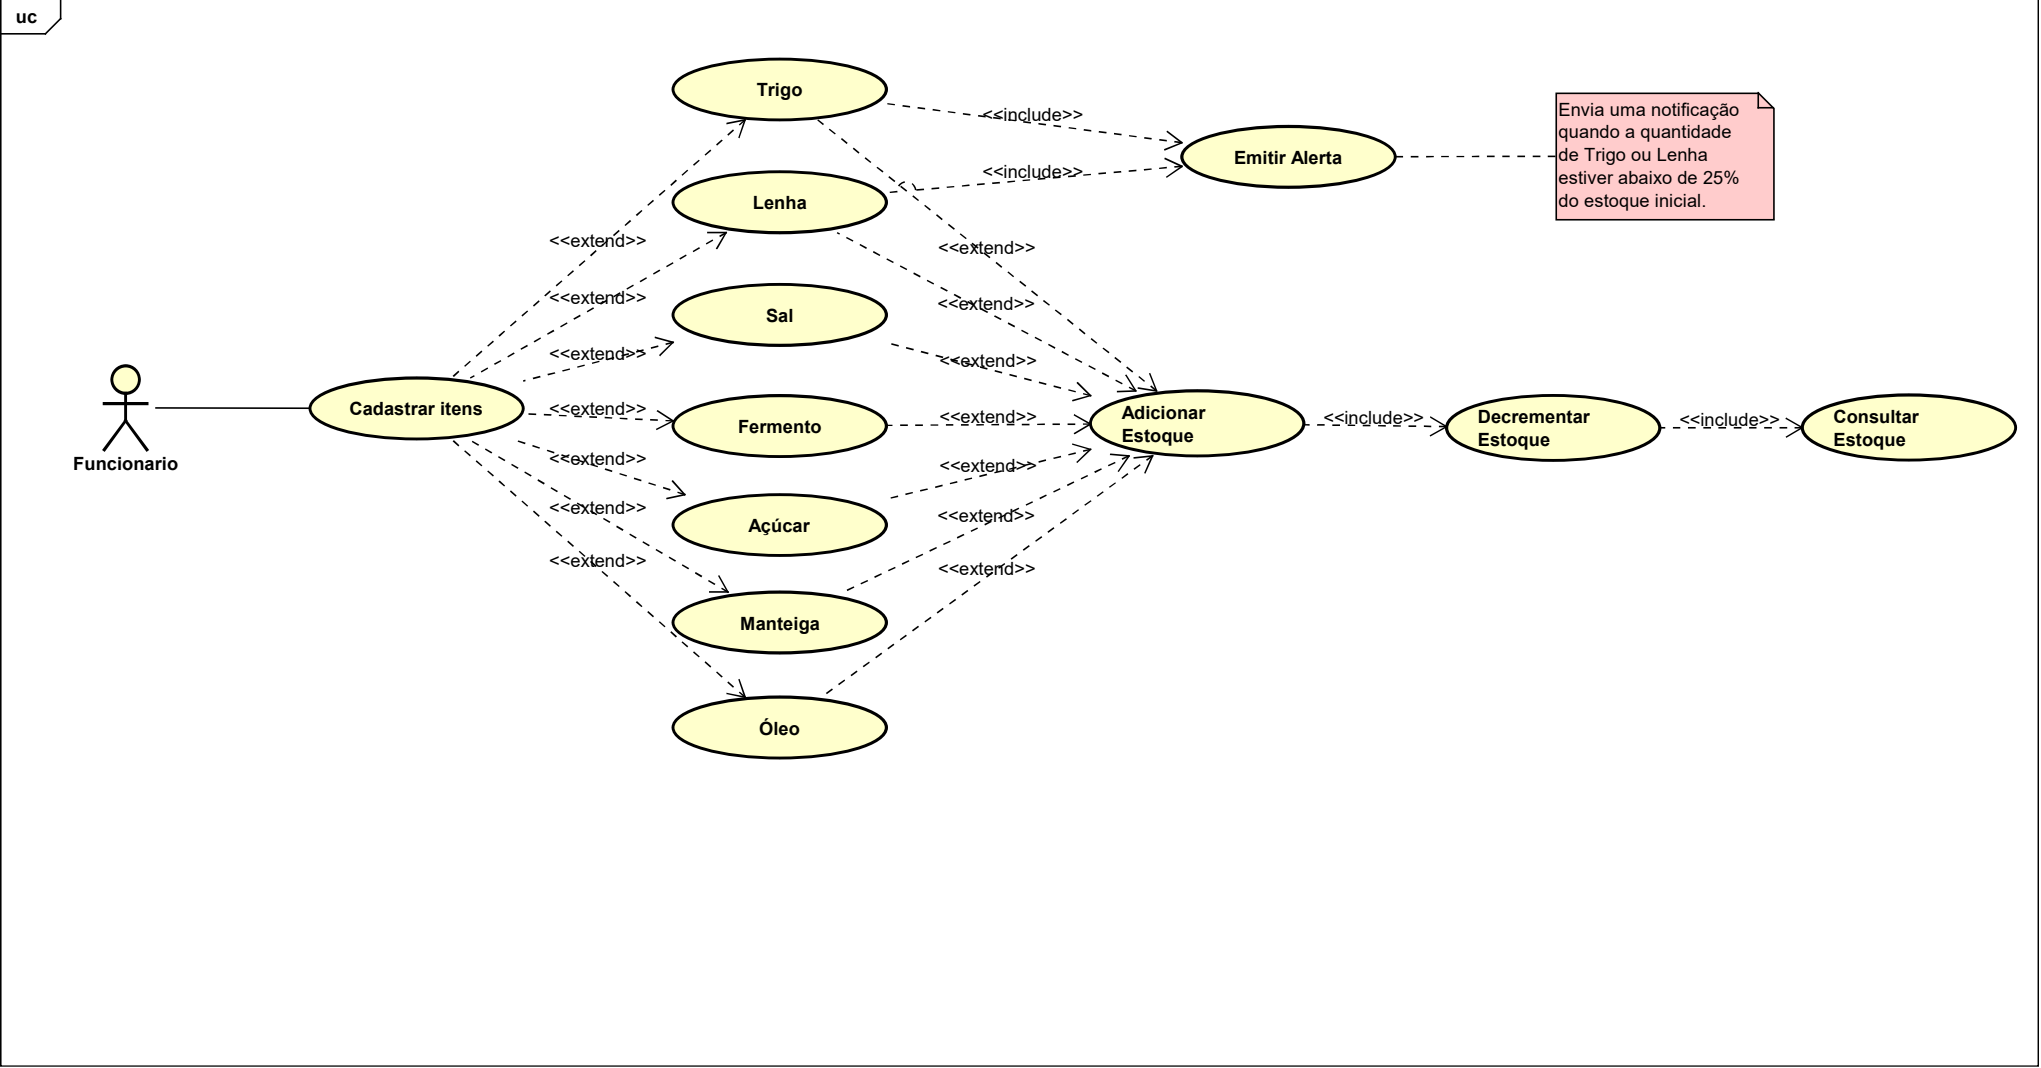 uc
Trigo
<<include>>
Emitir Alerta
Envia uma notificação
quando a quantidade
de Trigo ou Lenha
estiver abaixo de 25%
do estoque inicial.
<<include>>
Lenha
<<extend>>
<<extend>>
<<extend>>
<<extend>>
Sal
<<extend>>
<<extend>>
Funcionario
Cadastrar itens
<<extend>>
Fermento
<<extend>>
Adicionar
Estoque
<<include>>
Decrementar
Estoque
<<include>>
Consultar
Estoque
<<extend>>
<<extend>>
Açúcar
<<extend>>
<<extend>>
Manteiga
<<extend>>
<<extend>>
Óleo